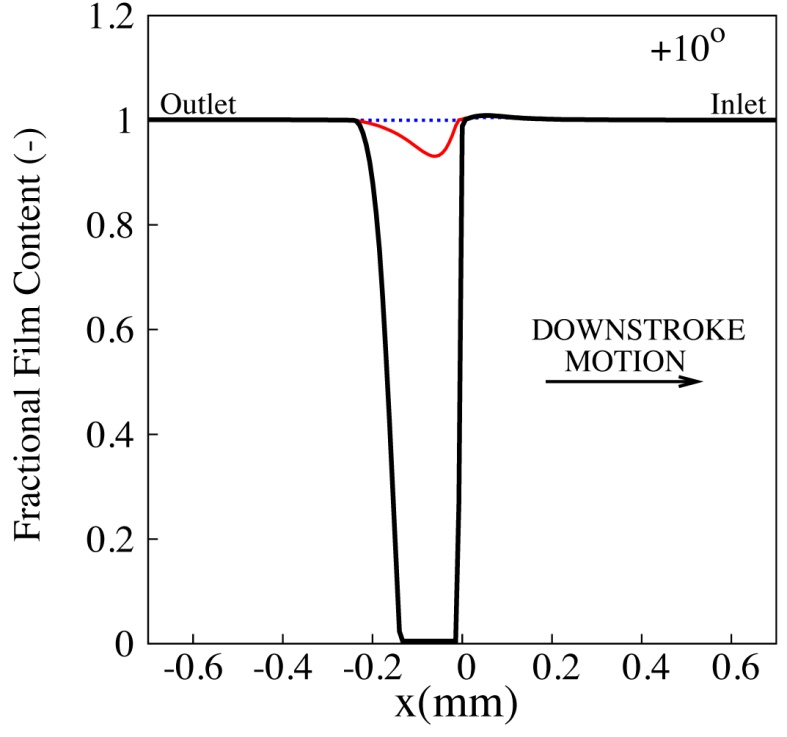 1.2
+10°
Outlet
Inlet
1
0.8
0.6
0.4
0.2
0
DOWNSTROKE
MOTION
Fractional Film Content (-)
-0.6 -0.4 -0.2 0 0.2 0.4 0.6
x(mm)